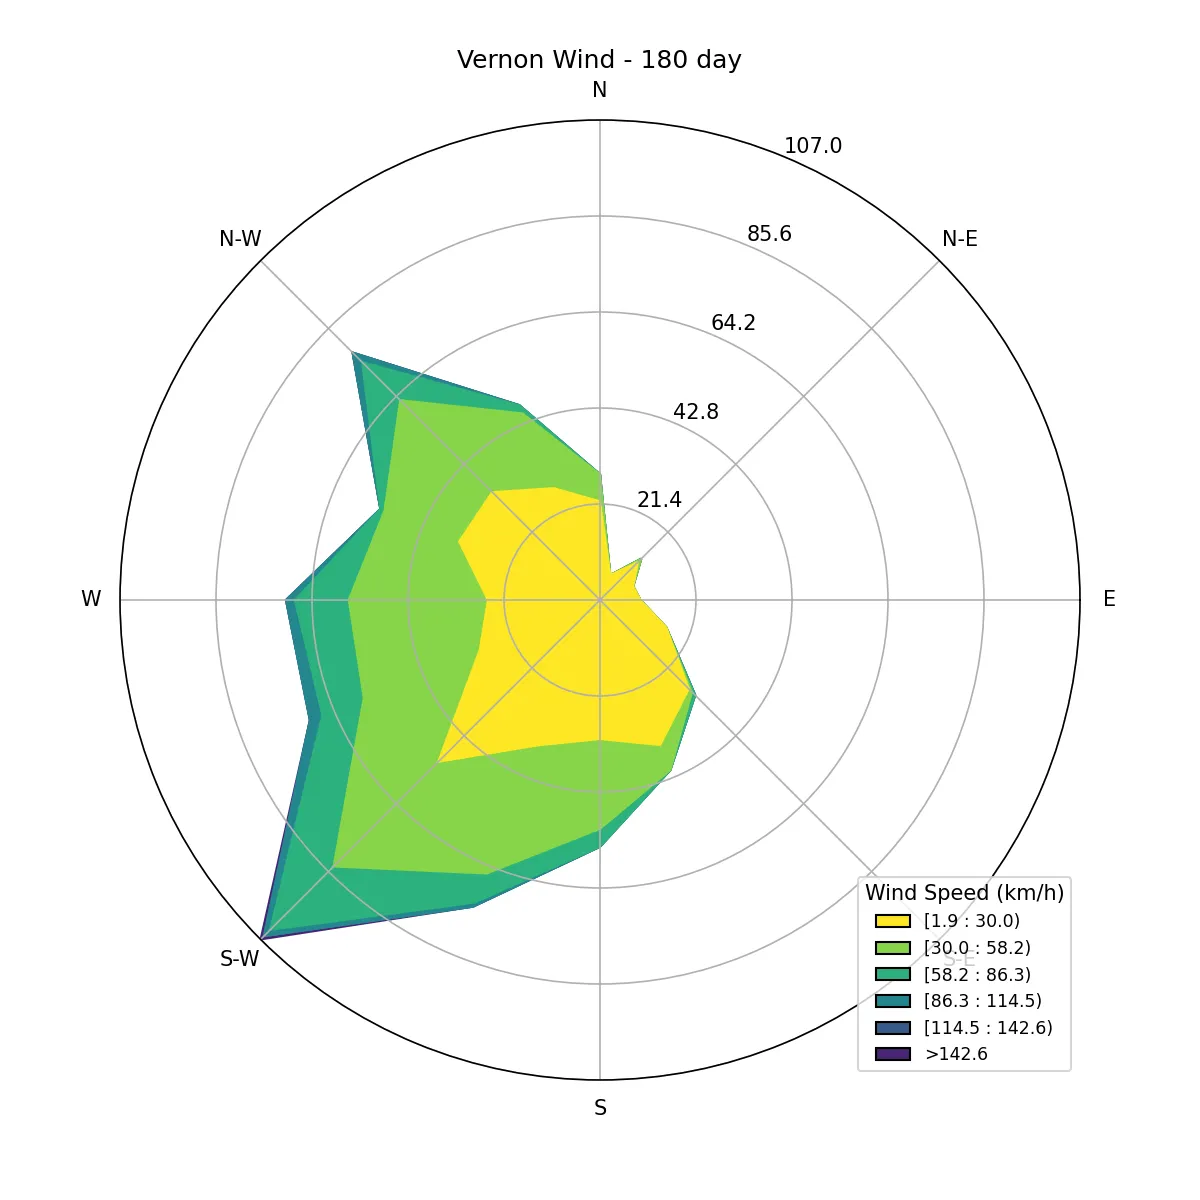 Vernon Wind - 180 day
N
107.0
85.6
N-W
N-E
64.2
42.8
21.4
W
E
Wind Speed (km/h)
[1.9 : 30.0)
[30.0 : 58.2)
S-W
S-E
[58.2 : 86.3)
[86.3 : 114.5)
[114.5 : 142.6)
>142.6
S